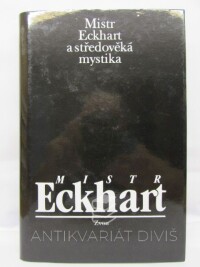 Mistr
Eckhart
a středověká
mystika
MISTR
Eckhart
Zvon
ANTIKVARIÁT DIVIŠ